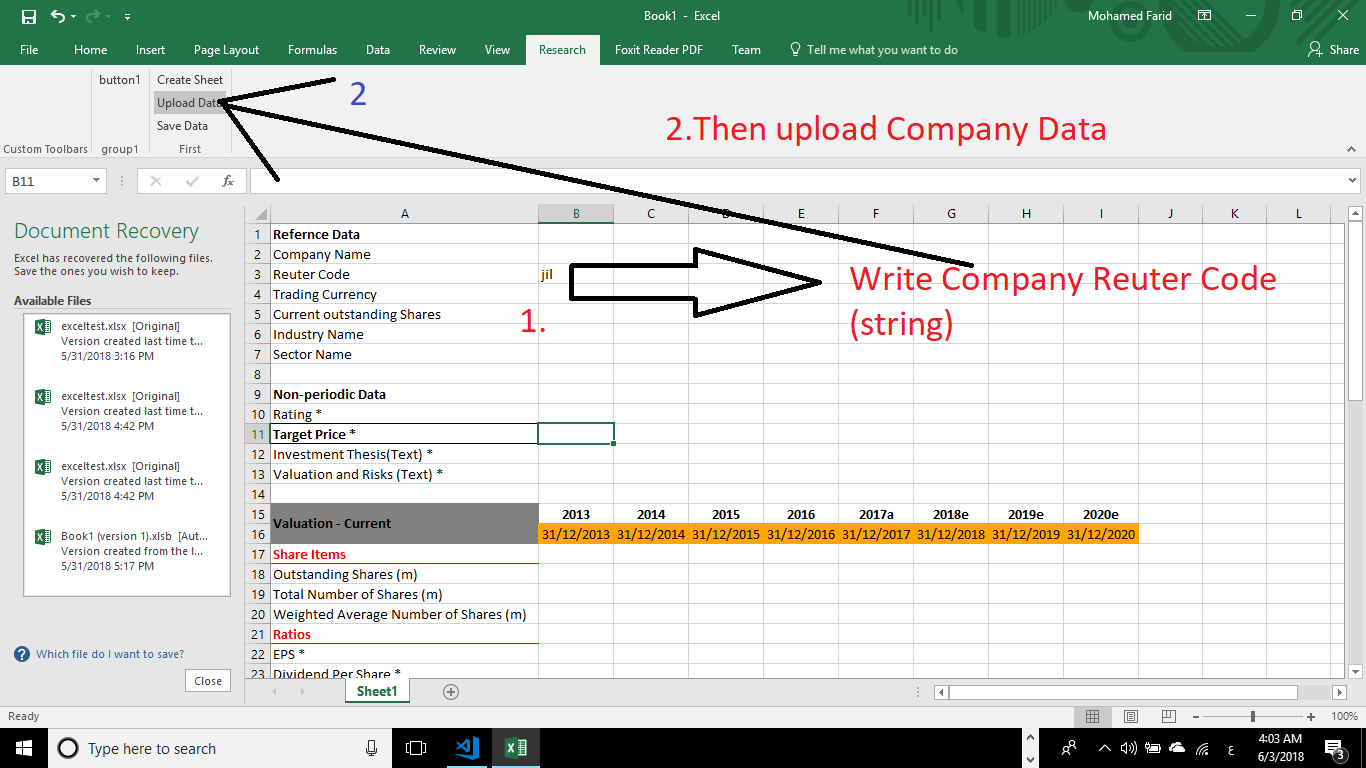 Book1 - Excel
Mohamed Farid
File Home Insert Page Layout Formulas Data Review View Research Foxit Reader PDF Team Tell me what you want to do Share
button1
Create Sheet
Upload Data
Save Data
Custom Toolbars group1 First
2
2.Then upload Company Data
B11
fx
Document Recovery
Excel has recovered the following files.
Save the ones you wish to keep.
Available Files
exceltest.xlsx [Original]
Version created last time t...
5/31/2018 3:16 PM
exceltest.xlsx [Original]
Version created last time t...
5/31/2018 4:42 PM
exceltest.xlsx [Original]
Version created last time t...
5/31/2018 4:42 PM
Book1 (version 1).xlsb [Aut...
Version created from the l...
5/31/2018 5:17 PM
Which file do I want to save?
Close
A B C D E F G H I J K L
1 Refernce Data
2 Company Name
3 Reuter Code jil
4 Trading Currency
5 Current outstanding Shares
6 Industry Name
7 Sector Name
8
9 Non-periodic Data
10 Rating *
11 Target Price *
12 Investment Thesis(Text) *
13 Valuation and Risks (Text) *
14
15 2013 2014 2015 2016 2017a 2018e 2019e 2020e
Valuation - Current
16 31/12/2013 31/12/2014 31/12/2015 31/12/2016 31/12/2017 31/12/2018 31/12/2019 31/12/2020
17 Share Items
18 Outstanding Shares (m)
19 Total Number of Shares (m)
20 Weighted Average Number of Shares (m)
21 Ratios
22 EPS *
23 Dividend Per Share *
1.
Write Company Reuter Code
(string)
Sheet1
Ready
100%
Type here to search
ع
4:03 AM
6/3/2018
3